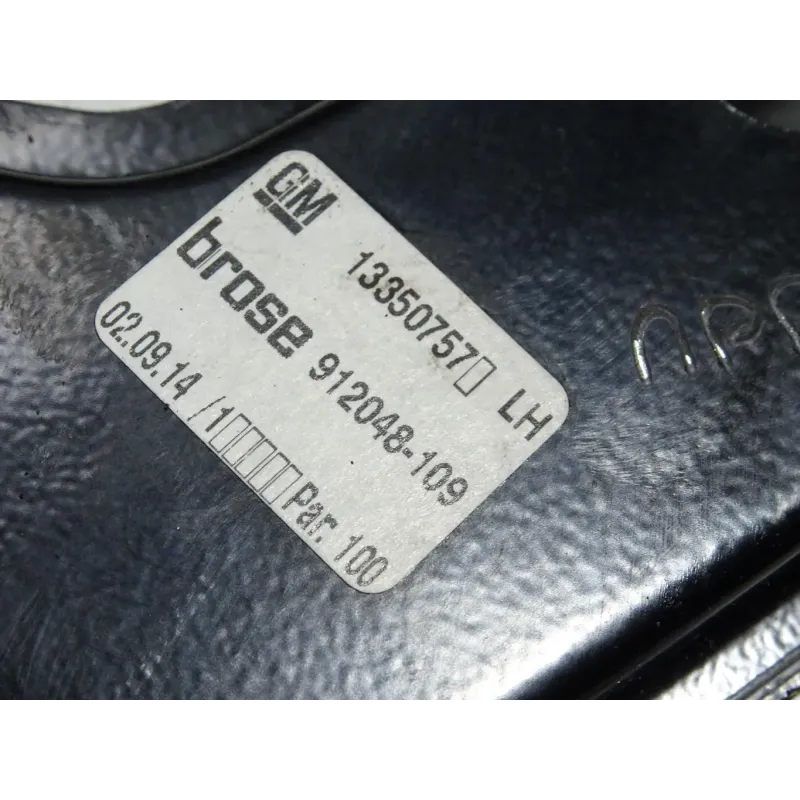 GM
13350757▯ LH
brose 912048-109
02.09.14 /1▯▯▯▯Par. 100